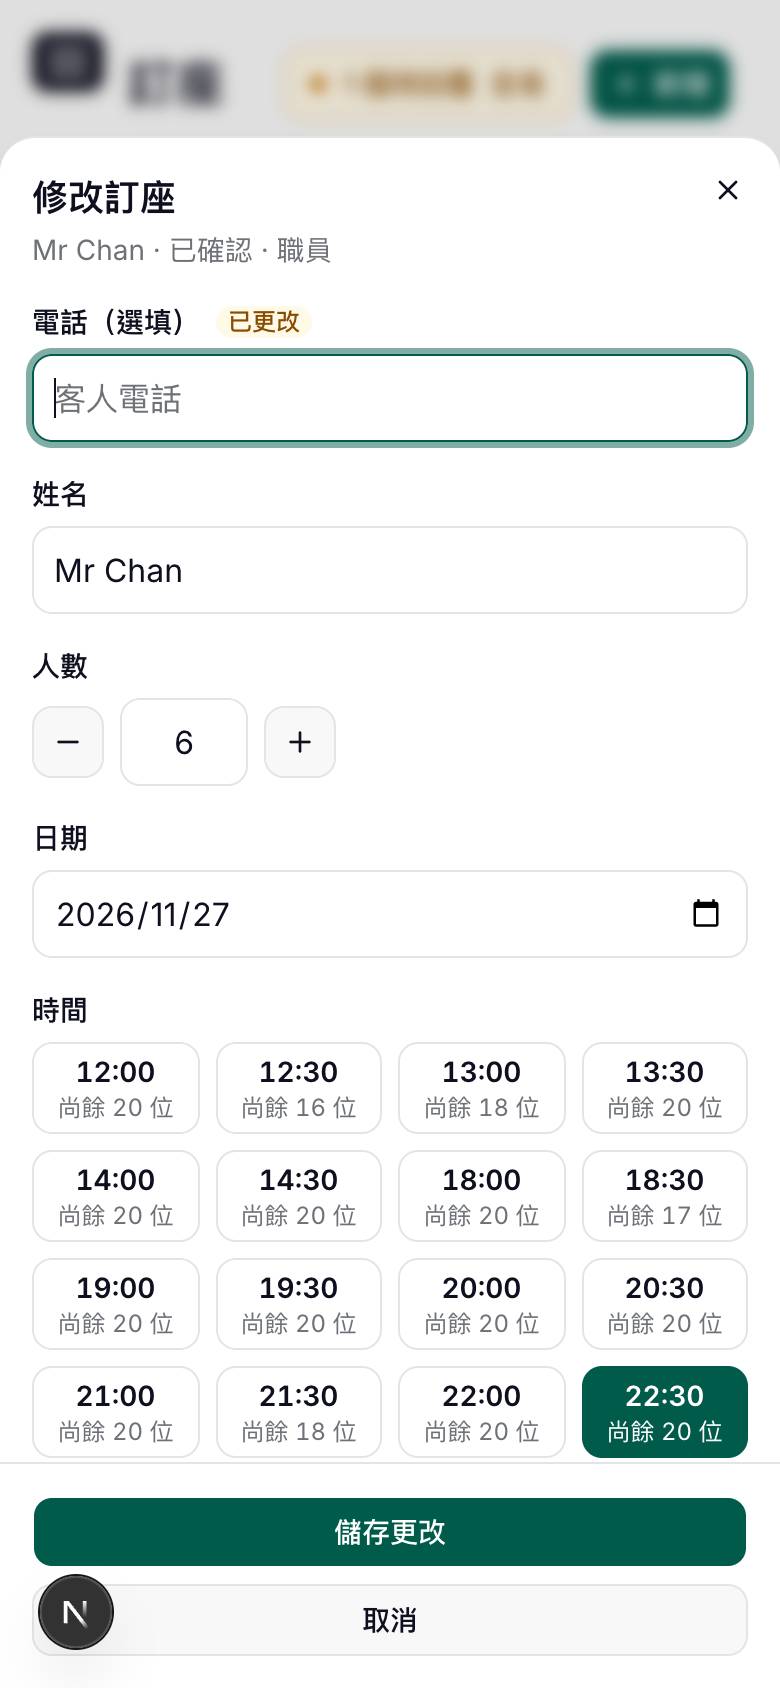 修改訂座
Mr Chan · 已確認 · 職員
電話（選填） 已更改
客人電話
姓名
Mr Chan
人數
− 6 +
日期
2026/11/27
時間
12:00 12:30 13:00 13:30
尚餘 20 位 尚餘 16 位 尚餘 18 位 尚餘 20 位
14:00 14:30 18:00 18:30
尚餘 20 位 尚餘 20 位 尚餘 20 位 尚餘 17 位
19:00 19:30 20:00 20:30
尚餘 20 位 尚餘 20 位 尚餘 20 位 尚餘 20 位
21:00 21:30 22:00 22:30
尚餘 20 位 尚餘 18 位 尚餘 20 位 尚餘 20 位
儲存更改
N 取消